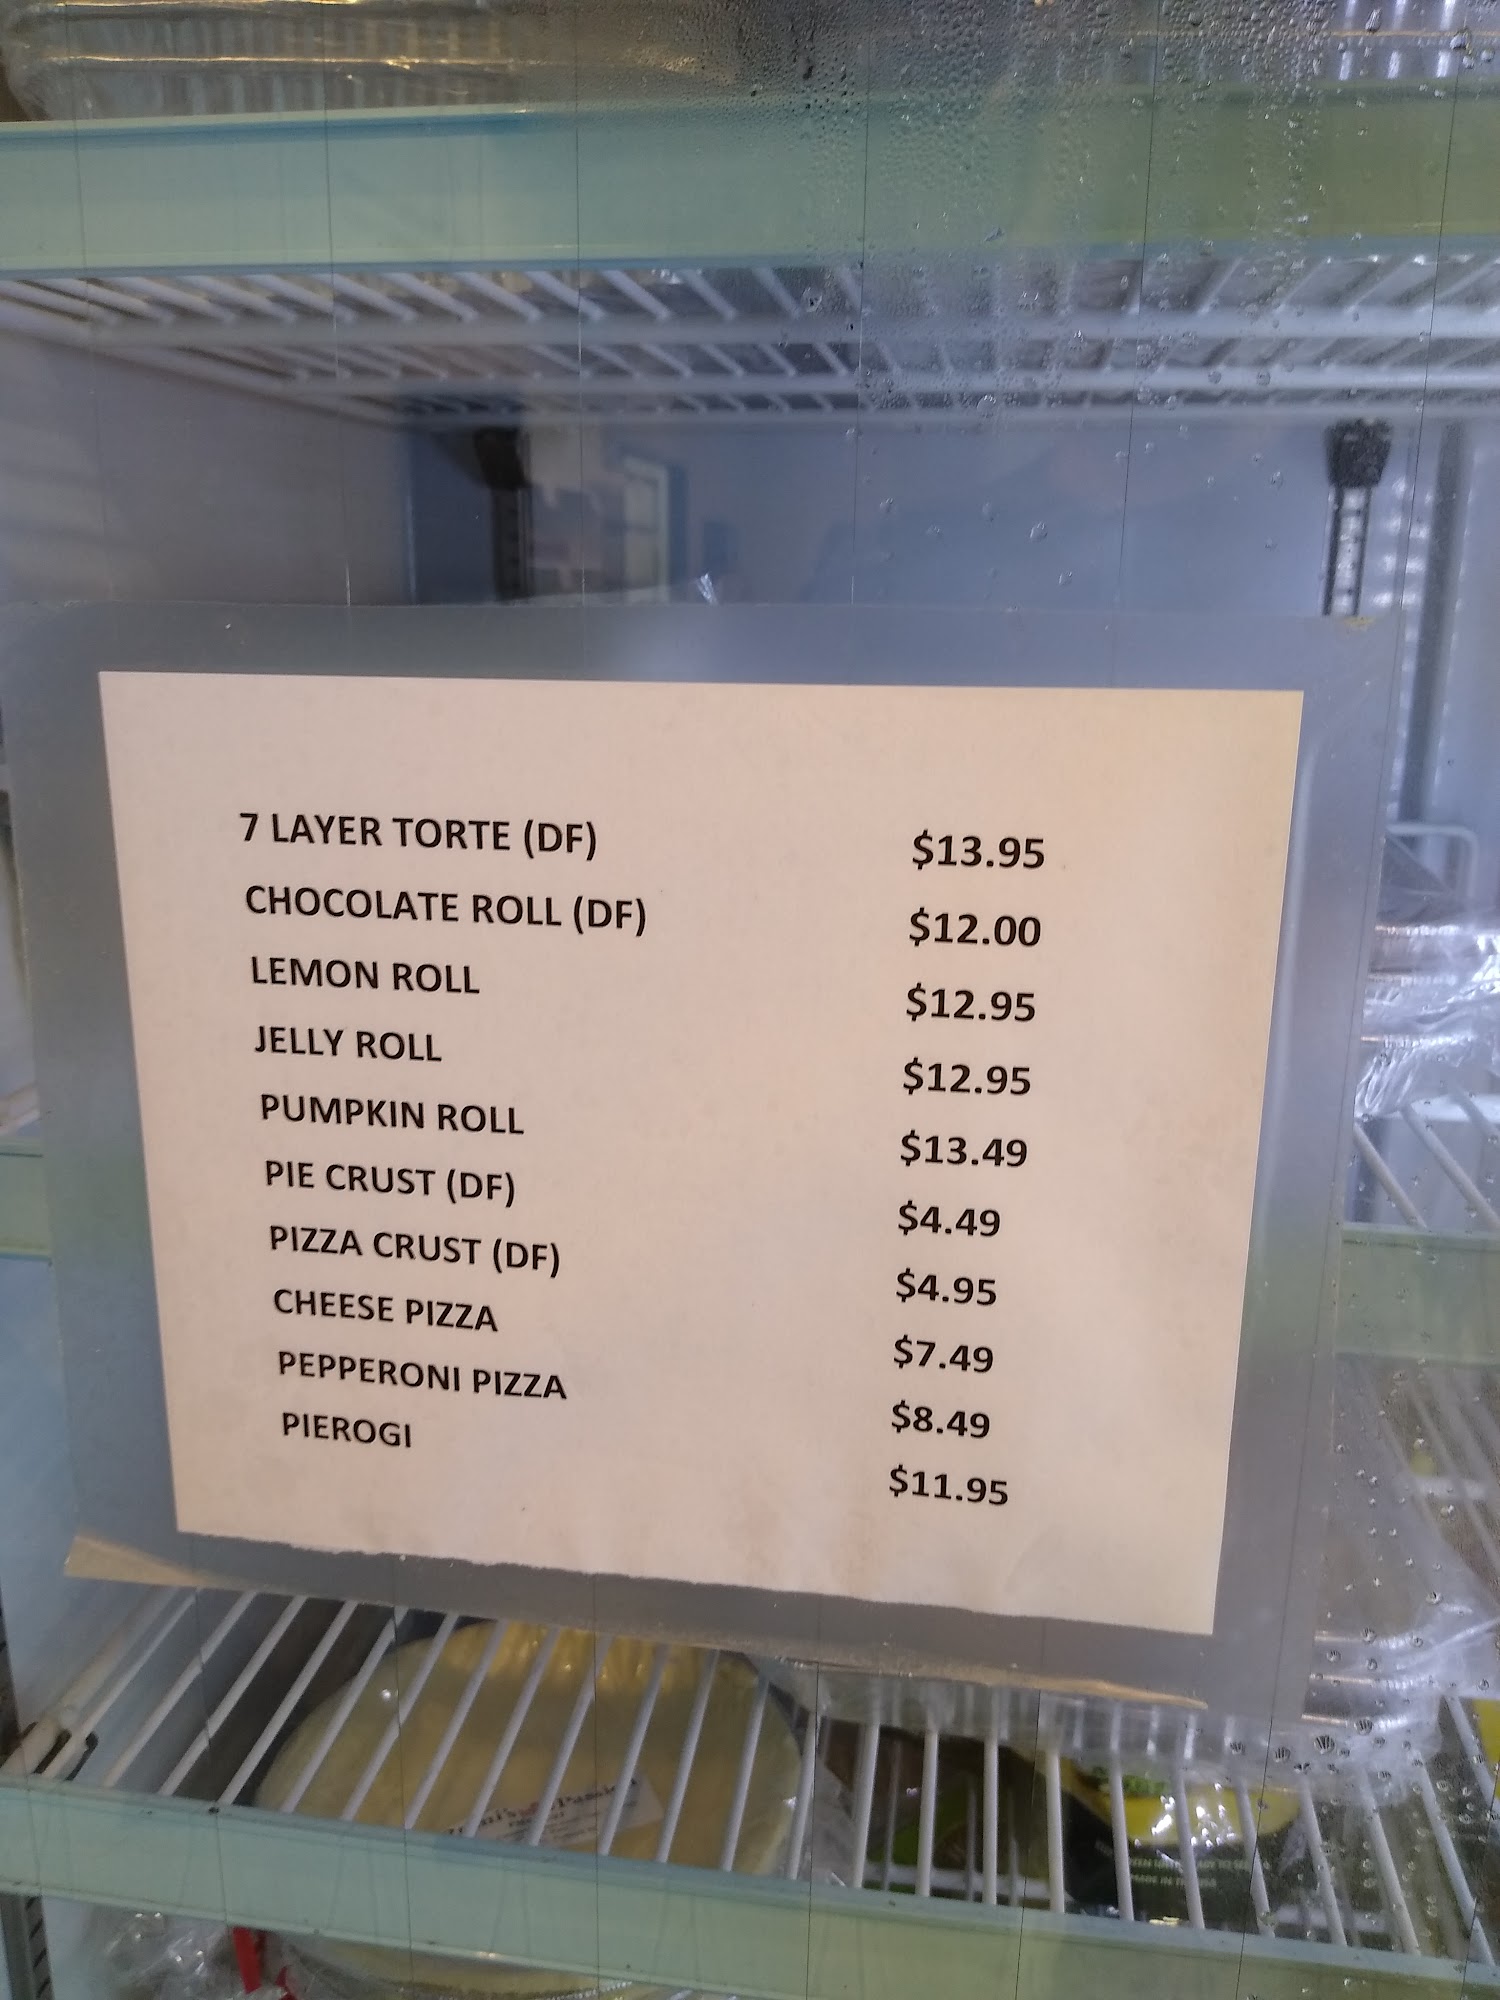 7 LAYER TORTE (DF) $13.95
CHOCOLATE ROLL (DF) $12.00
LEMON ROLL $12.95
JELLY ROLL $12.95
PUMPKIN ROLL $13.49
PIE CRUST (DF) $4.49
PIZZA CRUST (DF) $4.95
CHEESE PIZZA $7.49
PEPPERONI PIZZA $8.49
PIEROGI $11.95